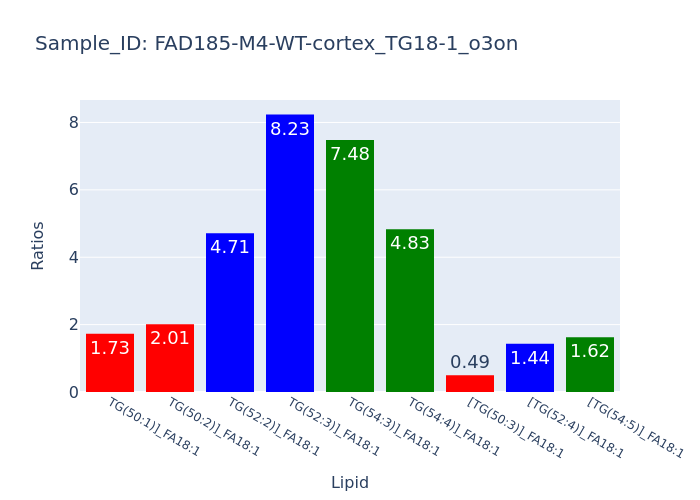 Sample_ID: FAD185-M4-WT-cortex_TG18-1_o3on
8
6
4
2
0
Ratios
1.73
2.01
4.71
8.23
7.48
4.83
0.49
1.44
1.62
TG(50:1)]_FA18:1
TG(50:2)]_FA18:1
TG(52:2)]_FA18:1
TG(52:3)]_FA18:1
TG(54:3)]_FA18:1
TG(54:4)]_FA18:1
[TG(50:3)]_FA18:1
[TG(52:4)]_FA18:1
[TG(54:5)]_FA18:1
Lipid